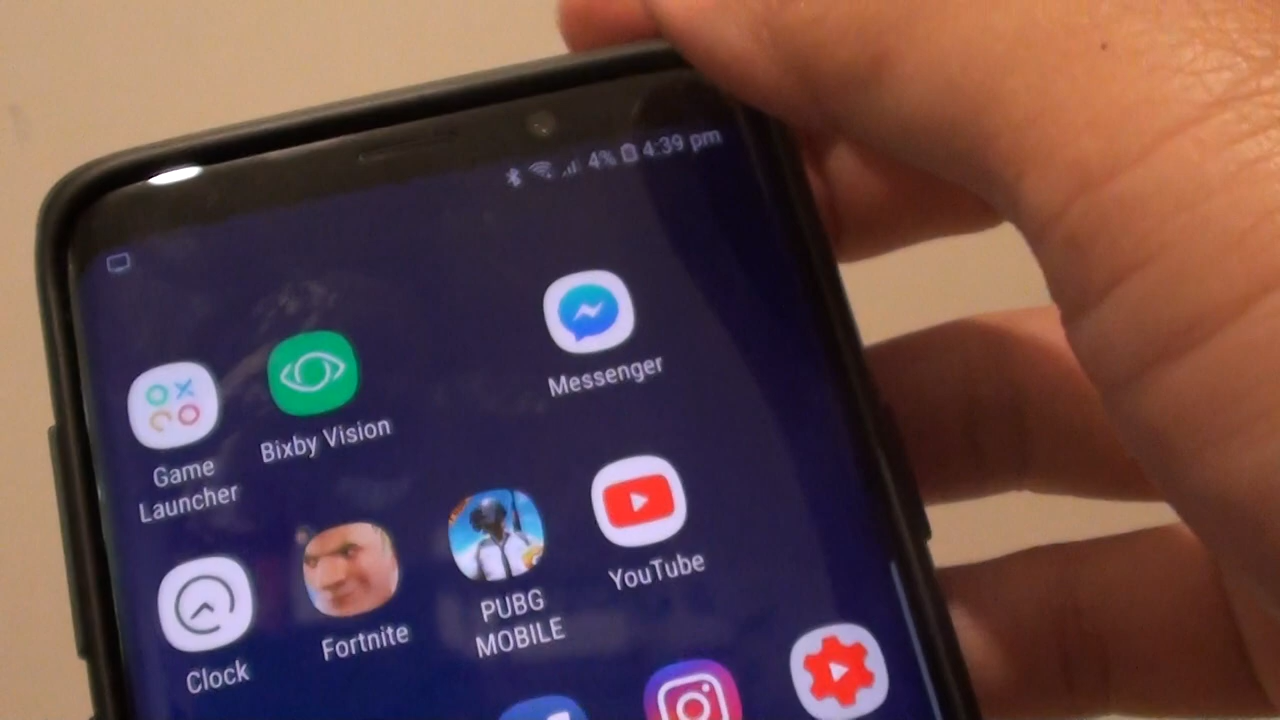 4% 4:39 pm
Messenger
Bixby Vision
Game
Launcher
YouTube
PUBG
MOBILE
Fortnite
Clock